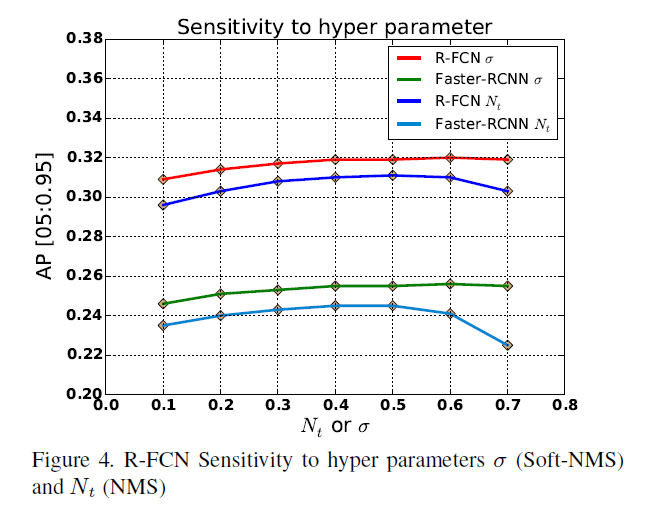 Sensitivity to hyper parameter
0.38
0.36
0.34
0.32
0.30
0.28
0.26
0.24
0.22
0.20
AP [05:0.95]
R-FCN σ
Faster-RCNN σ
R-FCN Nt
Faster-RCNN Nt
0.0 0.1 0.2 0.3 0.4 0.5 0.6 0.7 0.8
Nt or σ
Figure 4. R-FCN Sensitivity to hyper parameters σ (Soft-NMS)
and Nt (NMS)